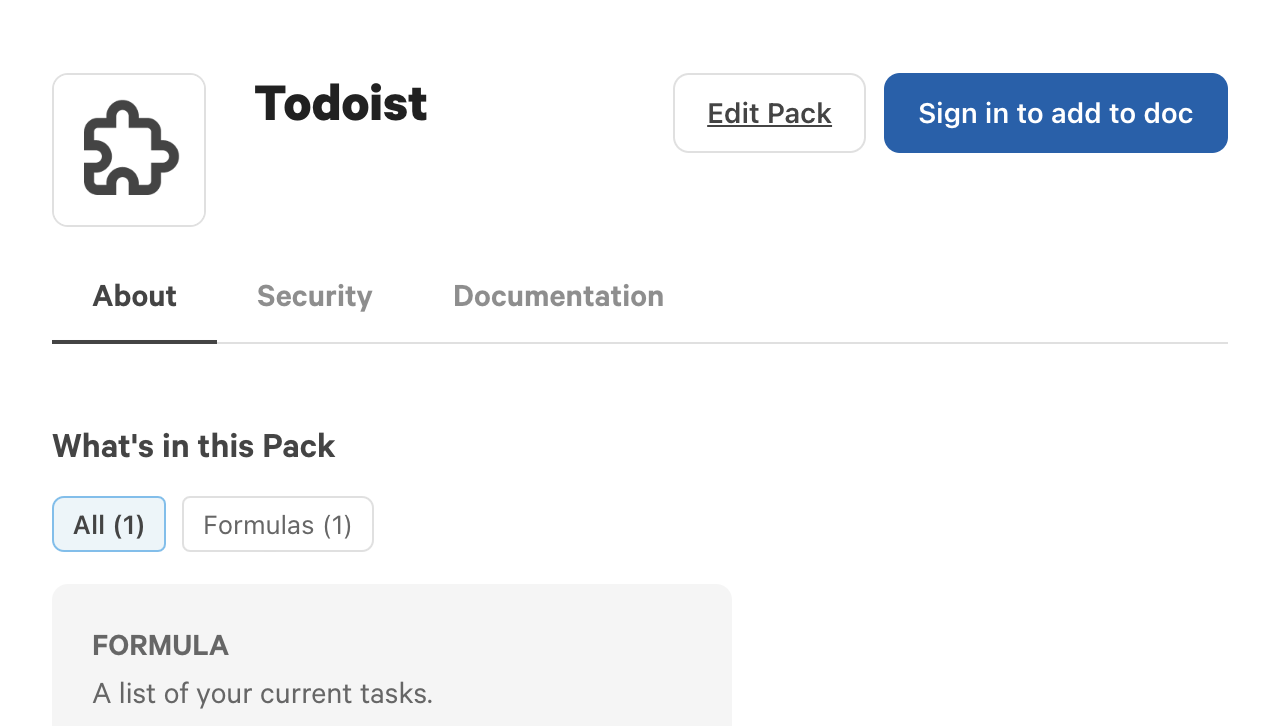 Todoist
Edit Pack
Sign in to add to doc
About
Security
Documentation
What's in this Pack
All (1)
Formulas (1)
FORMULA
A list of your current tasks.